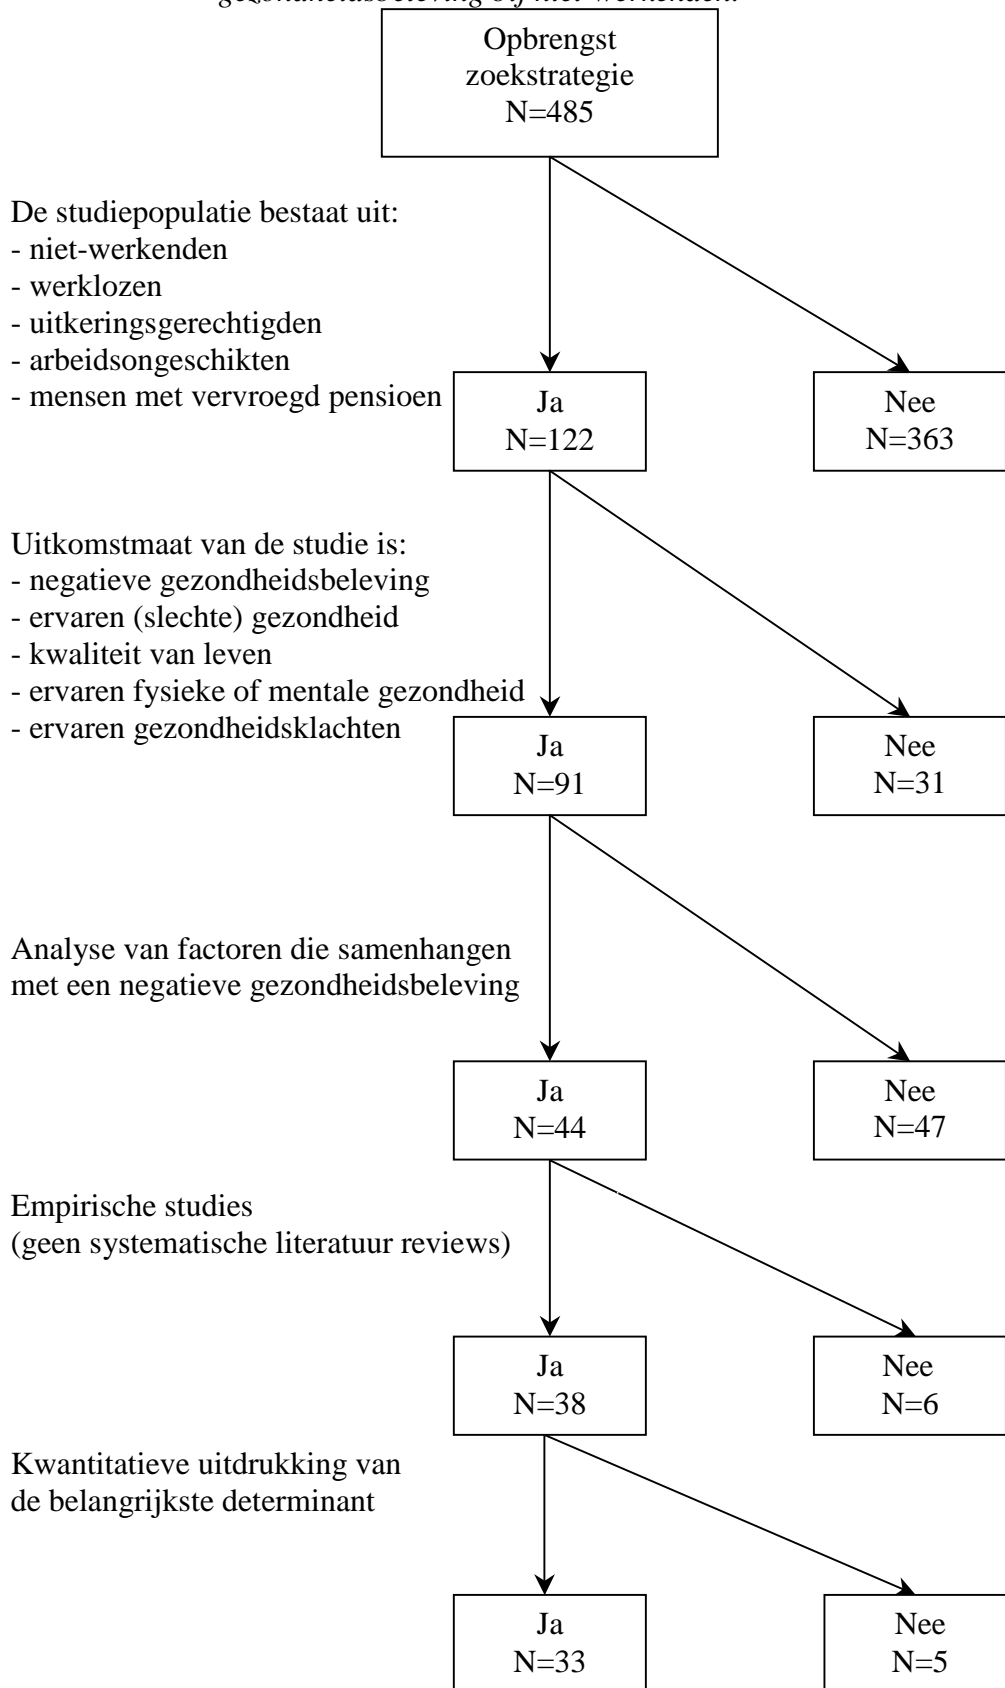 gezondheidsbeleving bij niet-werkenden.
Opbrengst
zoekstrategie
N=485
De studiepopulatie bestaat uit:
- niet-werkenden
- werklozen
- uitkeringsgerechtigden
- arbeidsongeschikten
- mensen met vervroegd pensioen
Ja
N=122
Nee
N=363
Uitkomstmaat van de studie is:
- negatieve gezondheidsbeleving
- ervaren (slechte) gezondheid
- kwaliteit van leven
- ervaren fysieke of mentale gezondheid
- ervaren gezondheidsklachten
Ja
N=91
Nee
N=31
Analyse van factoren die samenhangen
met een negatieve gezondheidsbeleving
Ja
N=44
Nee
N=47
Empirische studies
(geen systematische literatuur reviews)
Ja
N=38
Nee
N=6
Kwantitatieve uitdrukking van
de belangrijkste determinant
Ja
N=33
Nee
N=5